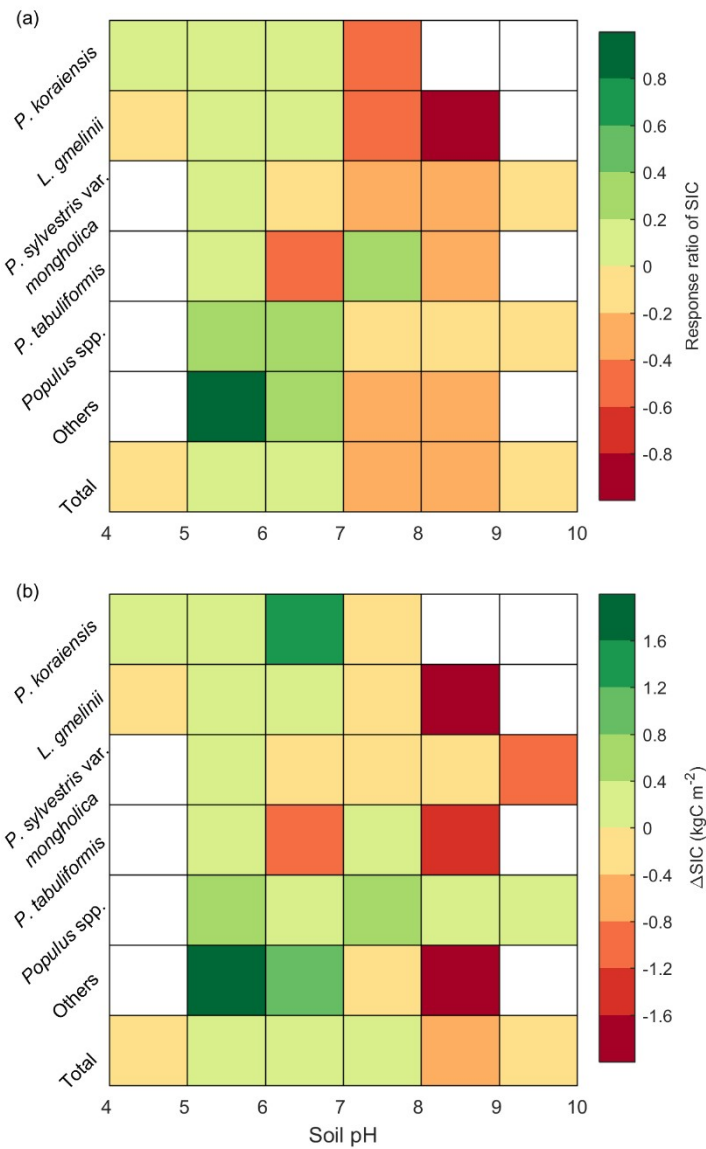 (a)
P. koraiensis
L. gmelinii
P. sylvestris var.
mongholica
P. tabuliformis
Populus spp.
Others
Total
4 5 6 7 8 9 10
0.8
0.6
0.4
0.2
0
-0.2
-0.4
-0.6
-0.8
Response ratio of SIC
(b)
P. koraiensis
L. gmelinii
P. sylvestris var.
mongholica
P. tabuliformis
Populus spp.
Others
Total
4 5 6 7 8 9 10
Soil pH
1.6
1.2
0.8
0.4
0
-0.4
-0.8
-1.2
-1.6
ΔSIC (kgC m⁻²)